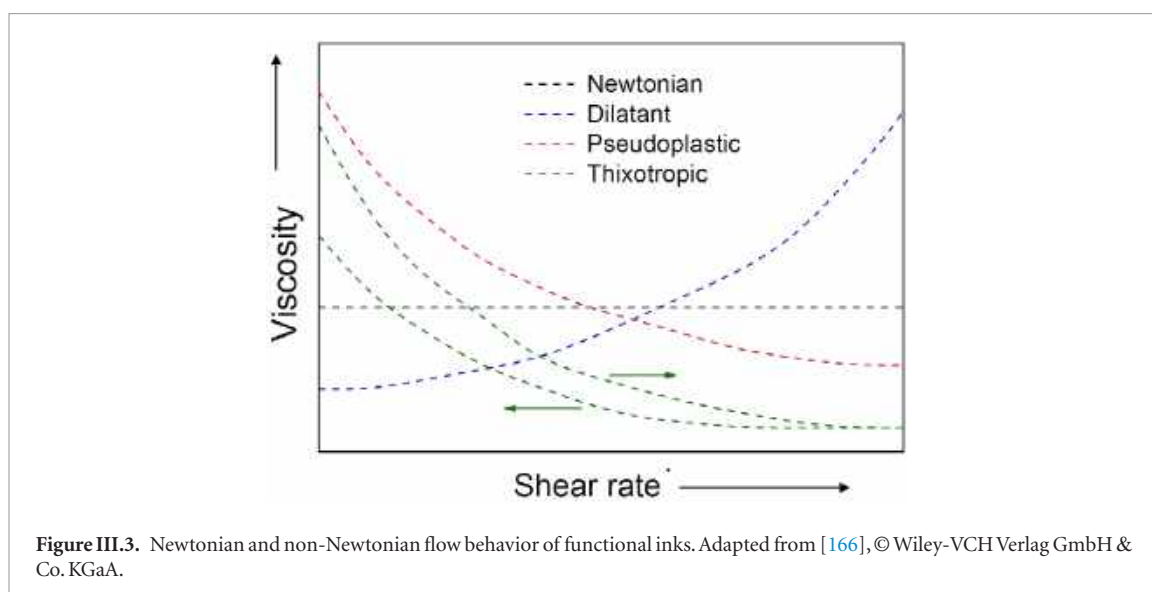 Newtonian
Dilatant
Pseudoplastic
Thixotropic
Viscosity
Shear rate
Figure III.3. Newtonian and non-Newtonian flow behavior of functional inks. Adapted from [166], © Wiley-VCH Verlag GmbH &
Co. KGaA.